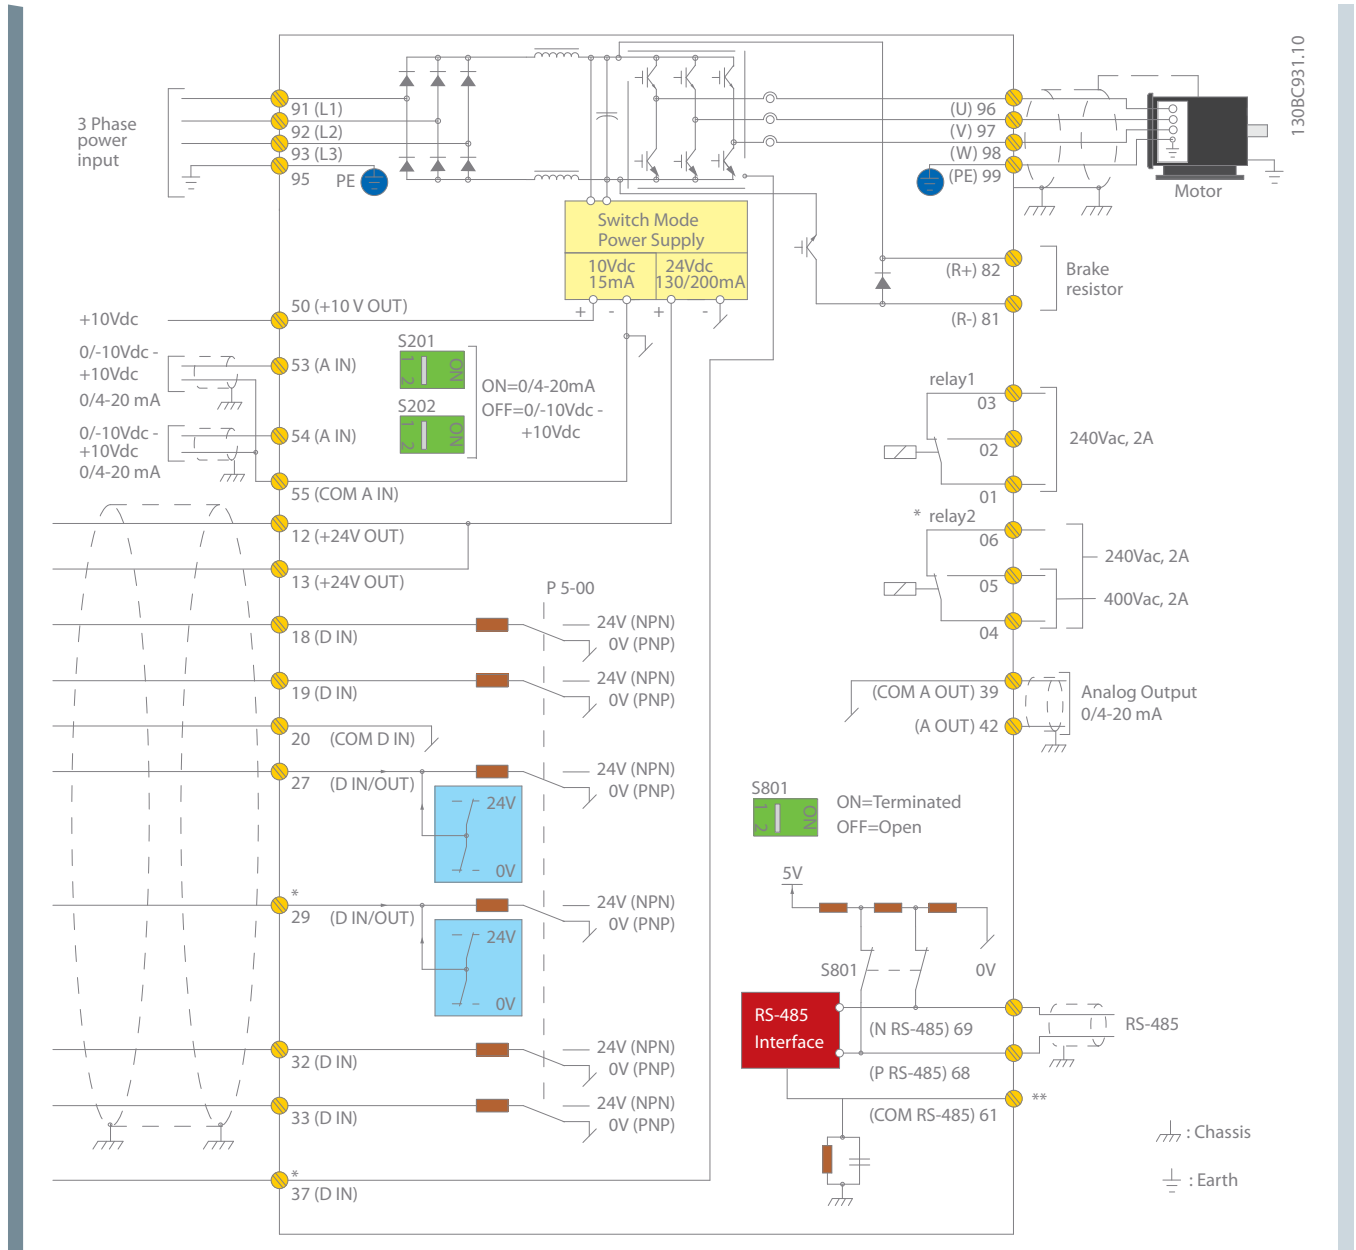 130BC931.10
3 Phase
power
input
91 (L1)
92 (L2)
93 (L3)
95
PE
(U) 96
(V) 97
(W) 98
(PE) 99
Motor
Switch Mode
Power Supply
10Vdc
15mA
24Vdc
130/200mA
+ - + -
(R+) 82
(R-) 81
Brake
resistor
+10Vdc
50 (+10 V OUT)
0/-10Vdc -
+10Vdc
0/4-20 mA
53 (A IN)
0/-10Vdc -
+10Vdc
0/4-20 mA
54 (A IN)
55 (COM A IN)
S201
1 2 ON
S202
1 2 ON
ON=0/4-20mA
OFF=0/-10Vdc -
+10Vdc
relay1
03
02
01
240Vac, 2A
* relay2
06
05
04
240Vac, 2A
400Vac, 2A
12 (+24V OUT)
13 (+24V OUT)
P 5-00
18 (D IN)
24V (NPN)
0V (PNP)
19 (D IN)
24V (NPN)
0V (PNP)
20 (COM D IN)
27 (D IN/OUT)
24V (NPN)
0V (PNP)
24V
0V
*
29 (D IN/OUT)
24V (NPN)
0V (PNP)
24V
0V
32 (D IN)
24V (NPN)
0V (PNP)
33 (D IN)
24V (NPN)
0V (PNP)
*
37 (D IN)
(COM A OUT) 39
(A OUT) 42
Analog Output
0/4-20 mA
S801
1 2 ON
ON=Terminated
OFF=Open
5V
S801
0V
RS-485
Interface
(N RS-485) 69
(P RS-485) 68
(COM RS-485) 61
**
RS-485
: Chassis
: Earth